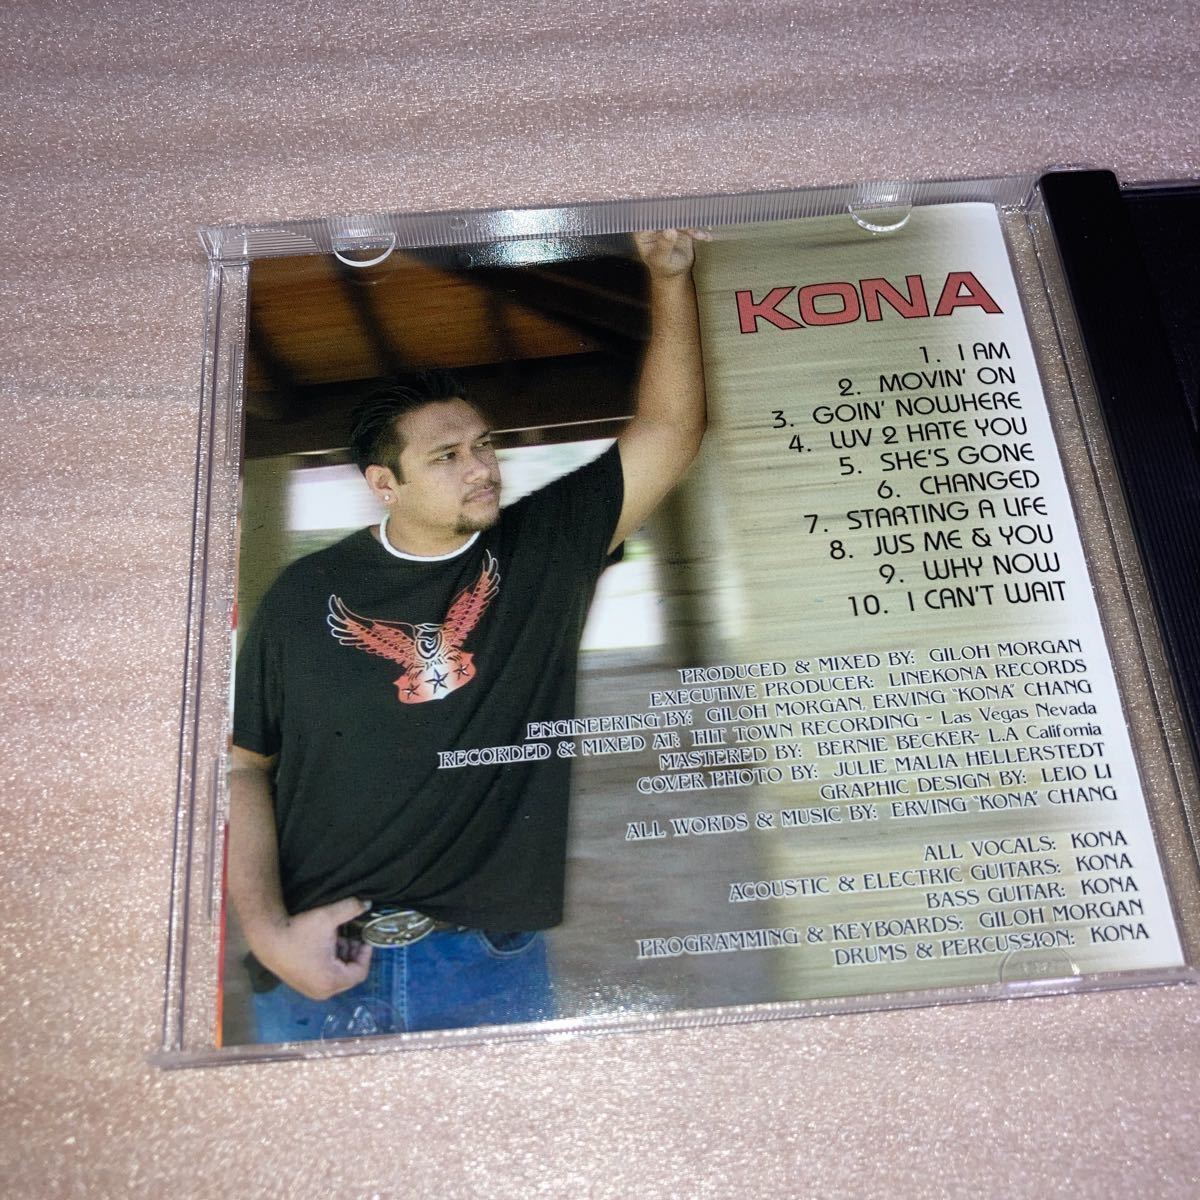 KONA
1. I AM
2. MOVIN' ON
3. GOIN' NOWHERE
4. LUV 2 HATE YOU
5. SHE'S GONE
6. CHANGED
7. STARTING A LIFE
8. JUS ME & YOU
9. WHY NOW
10. I CAN'T WAIT
PRODUCED & MIXED BY: GILOH MORGAN
EXECUTIVE PRODUCER: LINEKONA RECORDS
ENGINEERING BY: GILOH MORGAN, ERVING "KONA" CHANG
RECORDED & MIXED AT: HIT TOWN RECORDING - Las Vegas Nevada
MASTERED BY: BERNIE BECKER- L.A California
COVER PHOTO BY: JULIE MALIA HELLERSTEDT
GRAPHIC DESIGN BY: LEIO LI
ALL WORDS & MUSIC BY: ERVING "KONA" CHANG
ALL VOCALS: KONA
ACOUSTIC & ELECTRIC GUITARS: KONA
BASS GUITAR: KONA
PROGRAMMING & KEYBOARDS: GILOH MORGAN
DRUMS & PERCUSSION: KONA